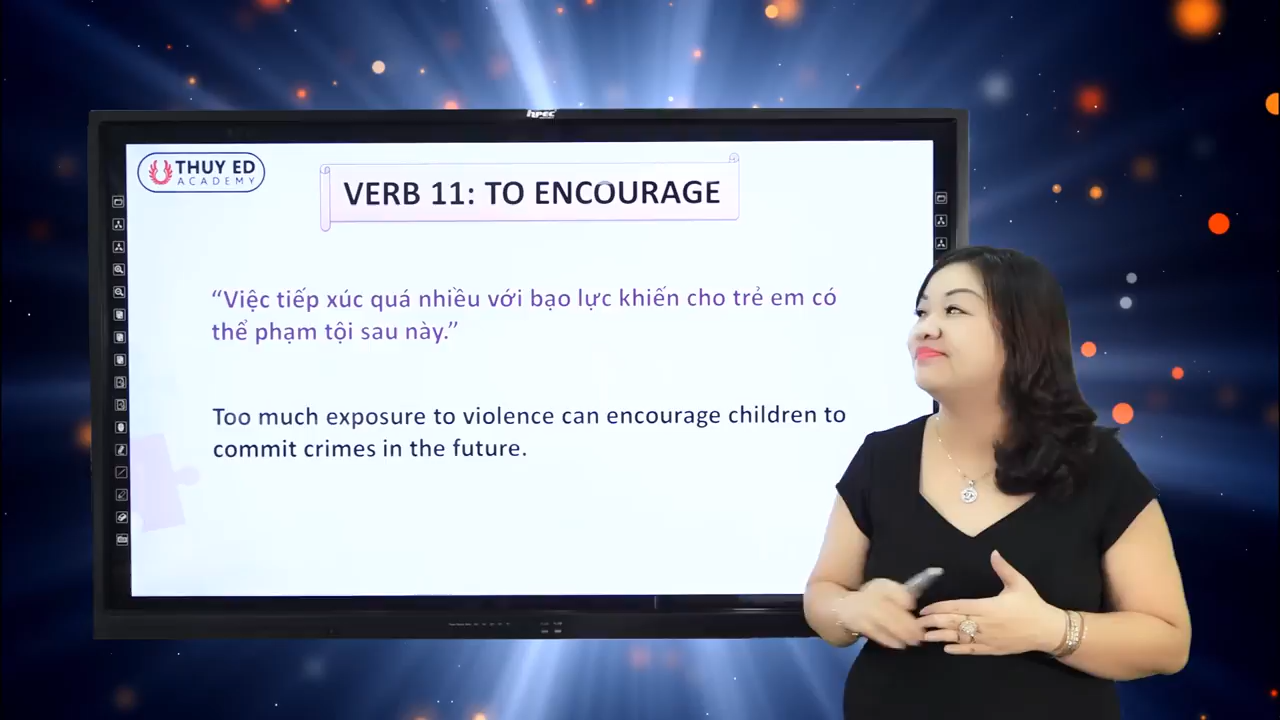 hpec
THUY ED
ACADEMY
VERB 11: TO ENCOURAGE
“Việc tiếp xúc quá nhiều với bạo lực khiến cho trẻ em có
thể phạm tội sau này.”
Too much exposure to violence can encourage children to
commit crimes in the future.